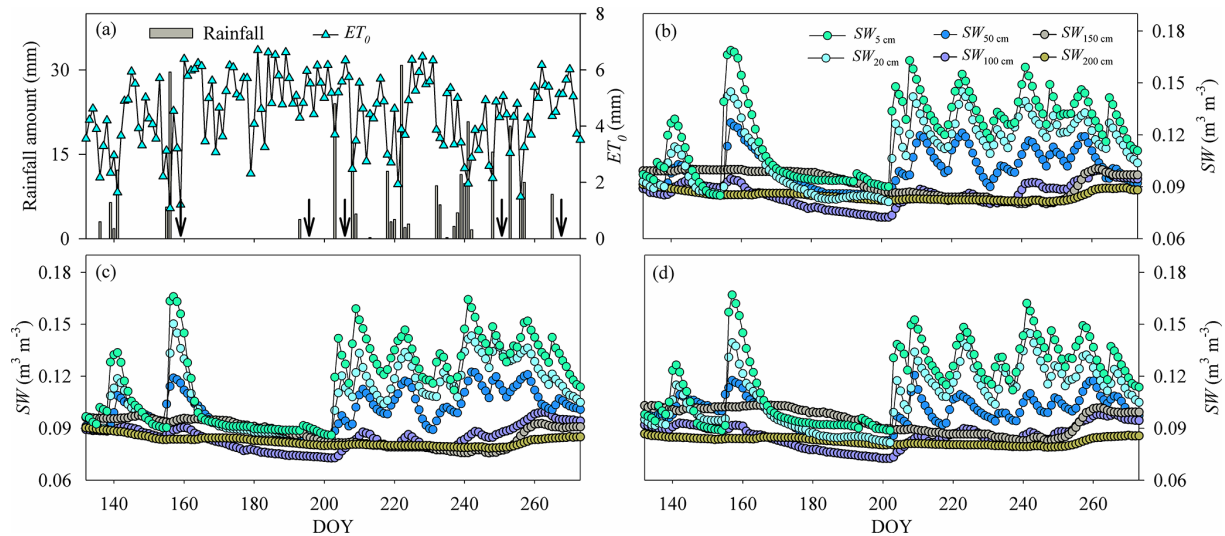 (a)
Rainfall
ET0
Rainfall amount (mm)
0
15
30
0
2
4
6
8
ET0 (mm)
(b)
SW5 cm
SW50 cm
SW150 cm
SW20 cm
SW100 cm
SW200 cm
0.06
0.09
0.12
0.15
0.18
SW (m3 m-3)
(c)
SW (m3 m-3)
0.06
0.09
0.12
0.15
0.18
140
160
180
200
220
240
260
DOY
(d)
0.06
0.09
0.12
0.15
0.18
SW (m3 m-3)
140
160
180
200
220
240
260
DOY